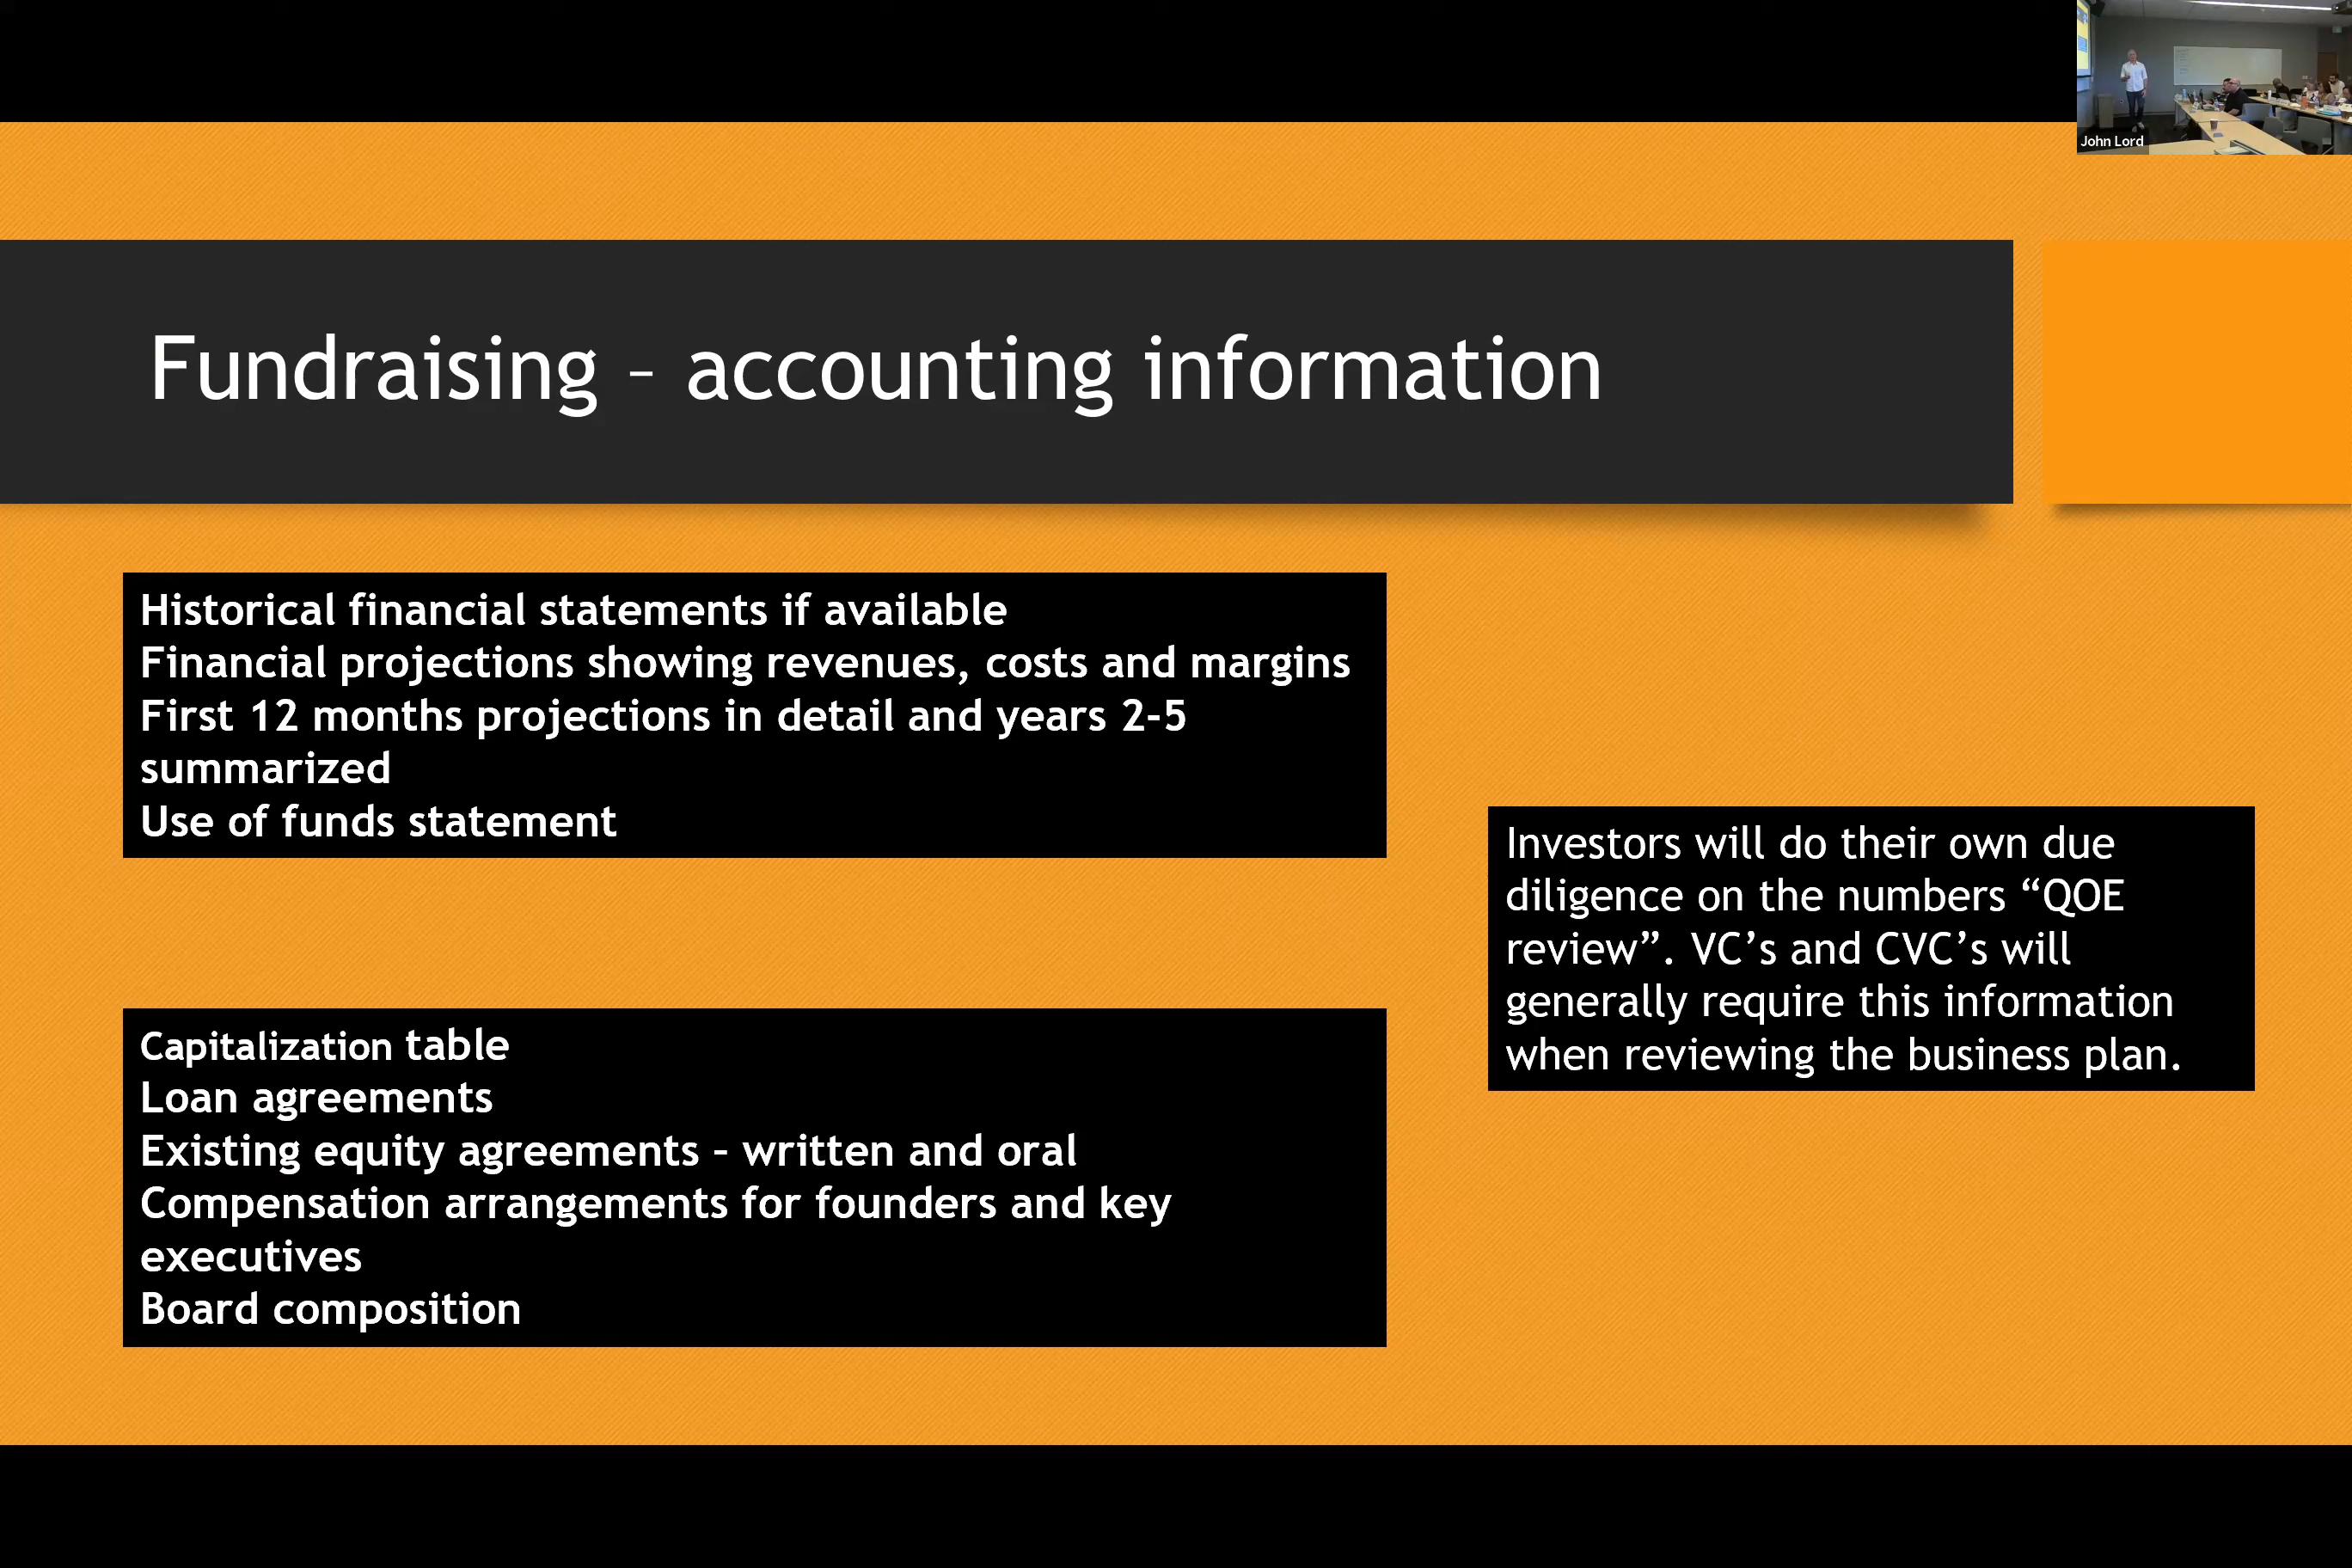 John Lord
Fundraising – accounting information
Historical financial statements if available
Financial projections showing revenues, costs and margins
First 12 months projections in detail and years 2-5
summarized
Use of funds statement
Capitalization table
Loan agreements
Existing equity agreements – written and oral
Compensation arrangements for founders and key
executives
Board composition
Investors will do their own due
diligence on the numbers “QOE
review”. VC’s and CVC’s will
generally require this information
when reviewing the business plan.